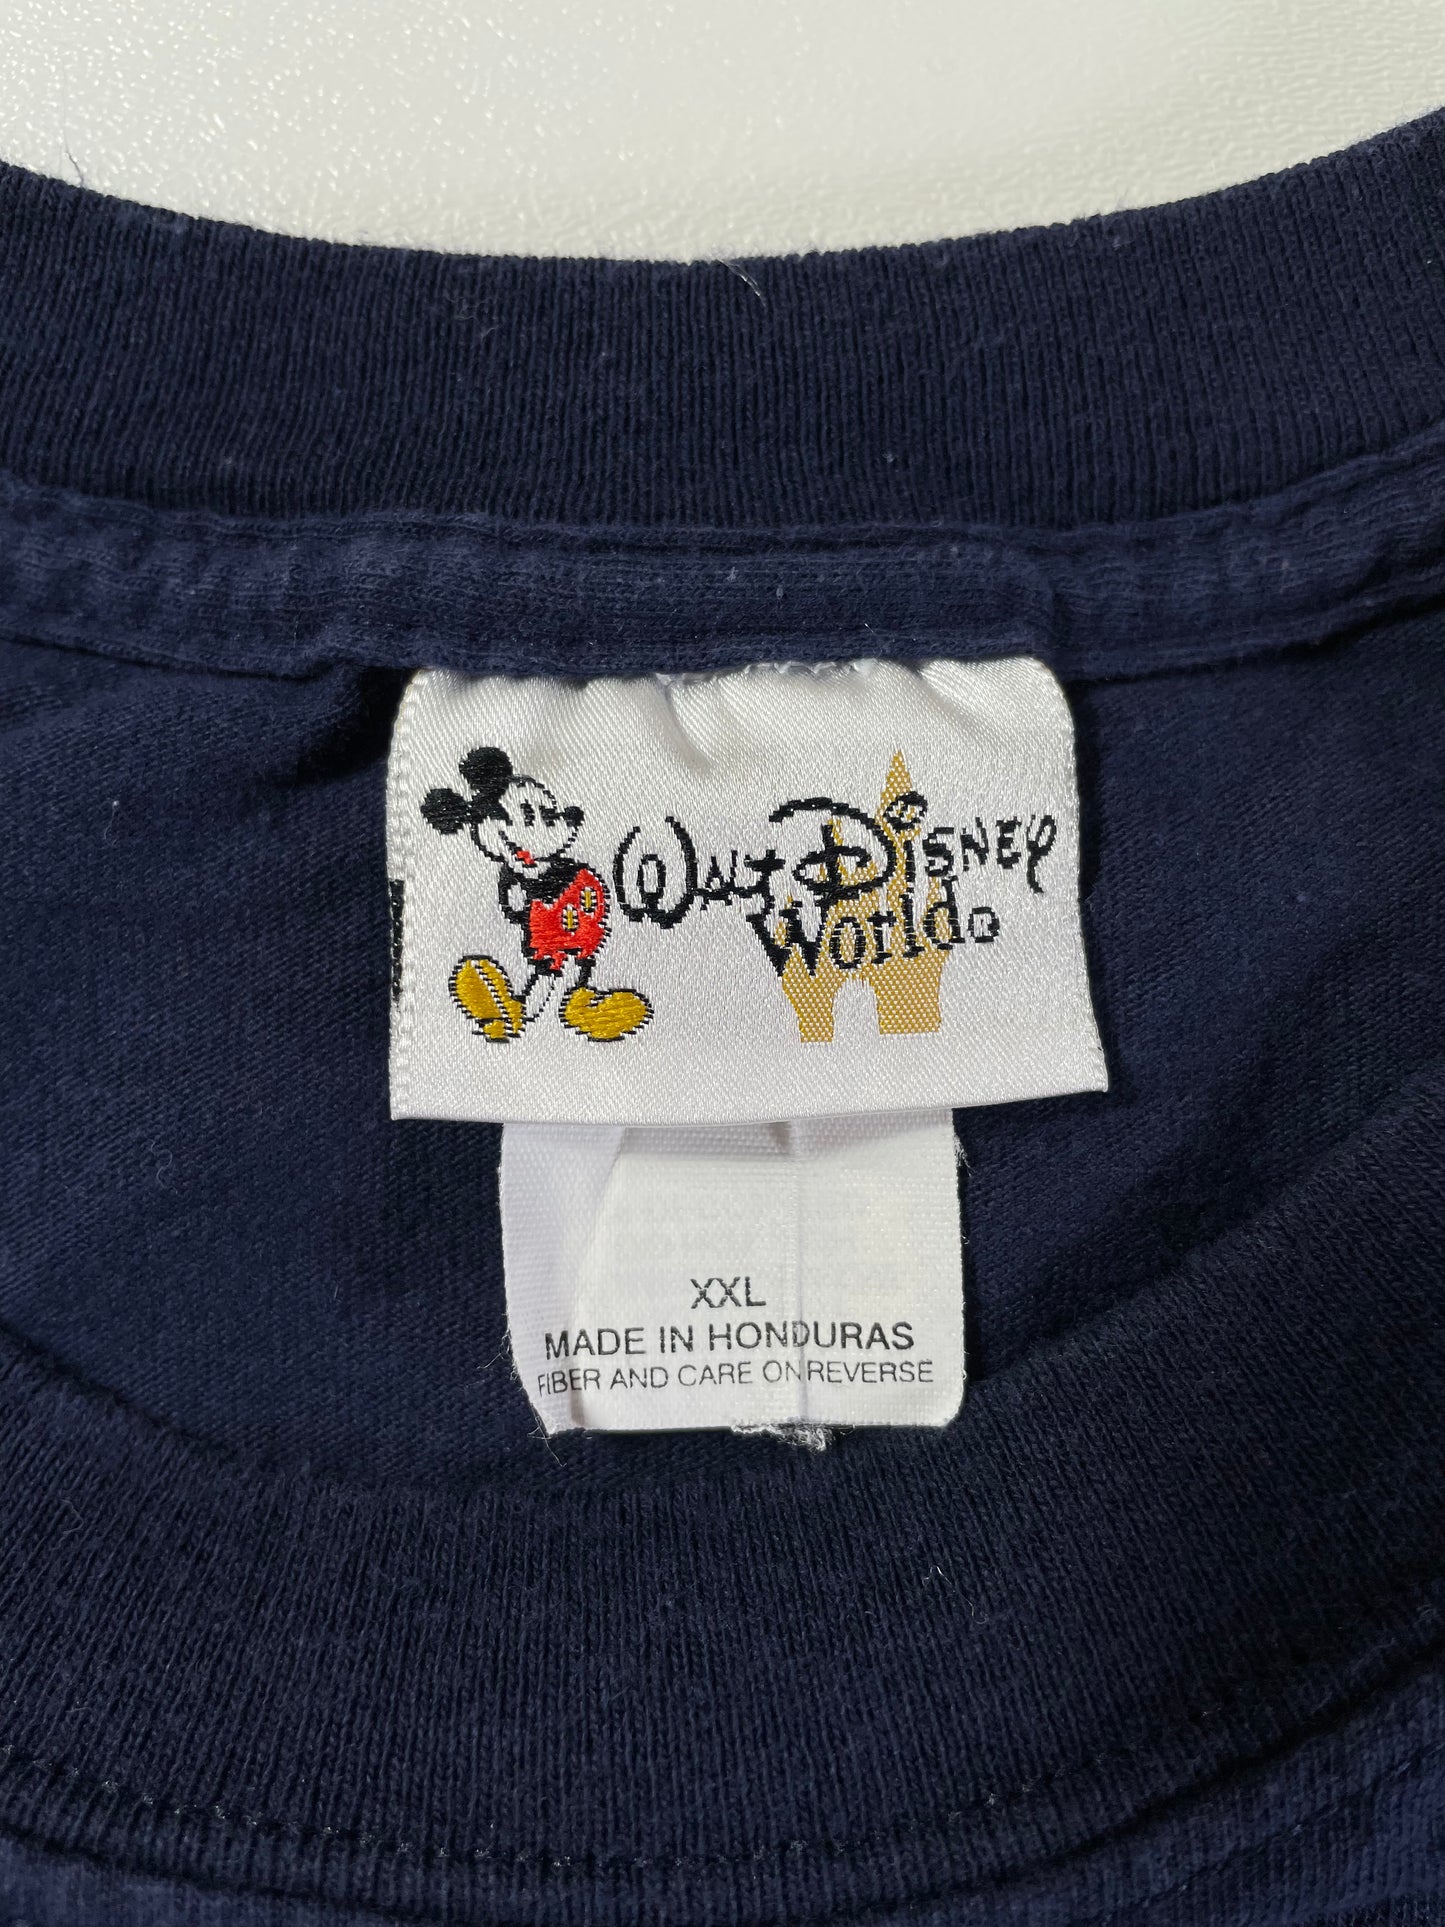 Walt Disney
World®
XXL
MADE IN HONDURAS
FIBER AND CARE ON REVERSE